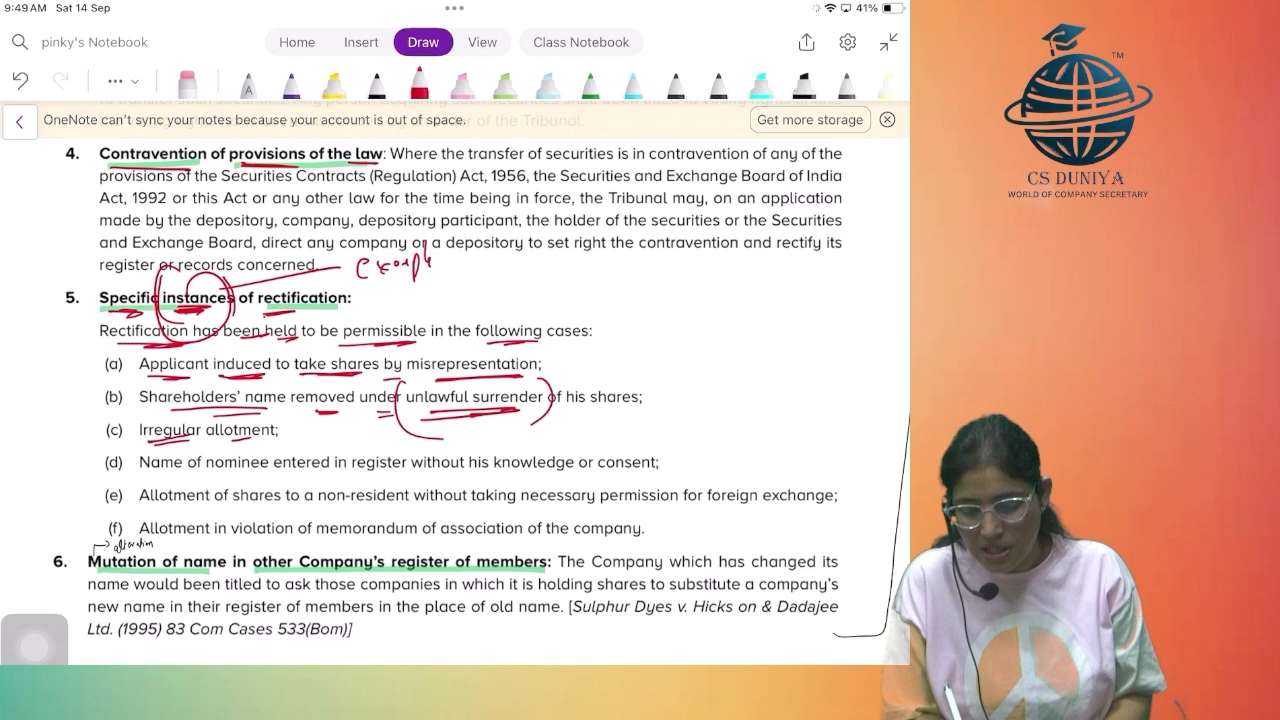 9:49 AM Sat 14 Sep
41%
pinky's Notebook
Home Insert Draw View Class Notebook
A
OneOneNote can't sync your notes because your account is out of space.
Get more storage
of the Tribunal.
4. Contravention of provisions of the law: Where the transfer of securities is in contravention of any of the
provisions of the Securities Contracts (Regulation) Act, 1956, the Securities and Exchange Board of India
Act, 1992 or this Act or any other law for the time being in force, the Tribunal may, on an application
made by the depository, company, depository participant, the holder of the securities or the Securities
and Exchange Board, direct any company or a depository to set right the contravention and rectify its
register or records concerned.
5. Specific instances of rectification:
Rectification has been held to be permissible in the following cases:
(a) Applicant induced to take shares by misrepresentation;
(b) Shareholders' name removed under unlawful surrender of his shares;
(c) Irregular allotment;
(d) Name of nominee entered in register without his knowledge or consent;
(e) Allotment of shares to a non-resident without taking necessary permission for foreign exchange;
(f) Allotment in violation of memorandum of association of the company.
alteration
6. Mutation of name in other Company's register of members: The Company which has changed its
name would been titled to ask those companies in which it is holding shares to substitute a company's
new name in their register of members in the place of old name. [Sulphur Dyes v. Hicks on & Dadajee
Ltd. (1995) 83 Com Cases 533(Bom)]
TM
CS DUNIYA
WORLD OF COMPANY SECRETARY